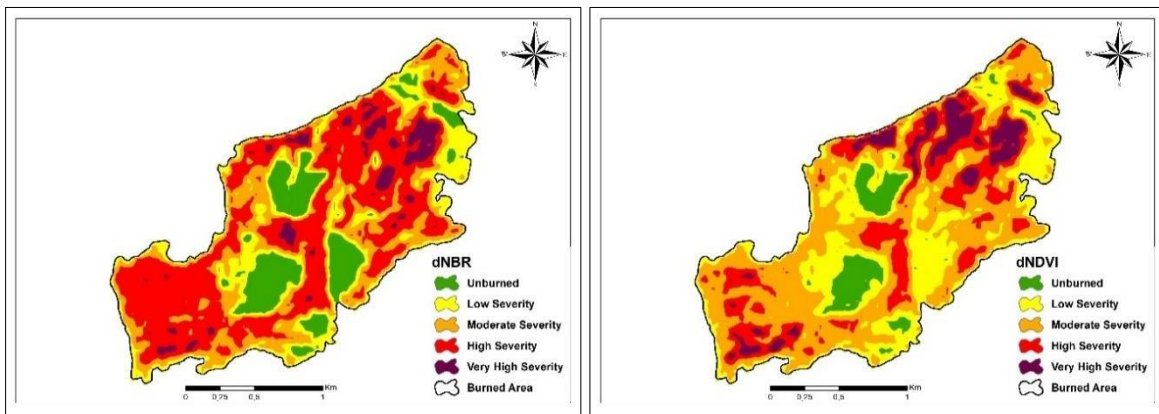 N
W
E
S
dNBR
Unburned
Low Severity
Moderate Severity
High Severity
Very High Severity
Burned Area
Km
0 0,25 0,5 1
N
W
E
S
dNDVI
Unburned
Low Severity
Moderate Severity
High Severity
Very High Severity
Burned Area
Km
0 0,25 0,5 1